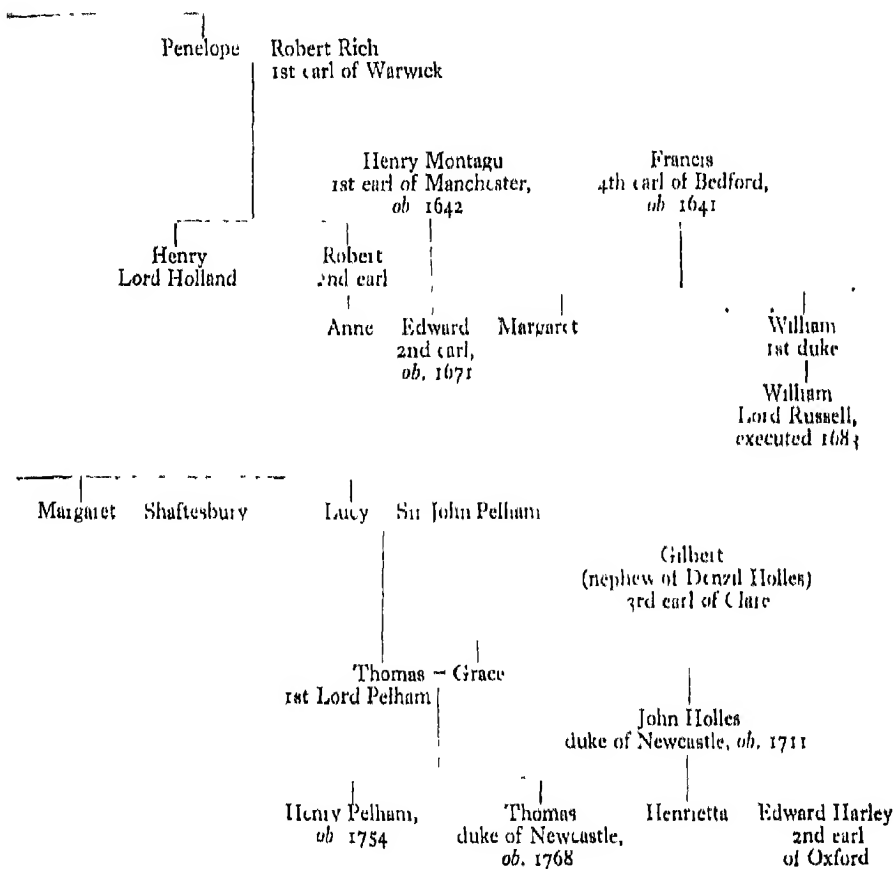 Penelope Robert Rich
1st earl of Warwick
Henry Montagu
1st earl of Manchester,
ob 1642
Francis
4th earl of Bedford,
ob 1641
Henry
Lord Holland
Robert
2nd earl
Anne
Edward
2nd earl,
ob. 1671
Margaret
William
1st duke
William
Lord Russell,
executed 1683
Margaret Shaftesbury Lucy Sir John Pelham
Gilbert
(nephew of Denzil Holles)
3rd earl of Clare
Thomas – Grace
1st Lord Pelham
John Holles
duke of Newcastle, ob. 1711
Henry Pelham,
ob 1754
Thomas
duke of Newcastle,
ob. 1768
Henrietta
Edward Harley
2nd earl
of Oxford